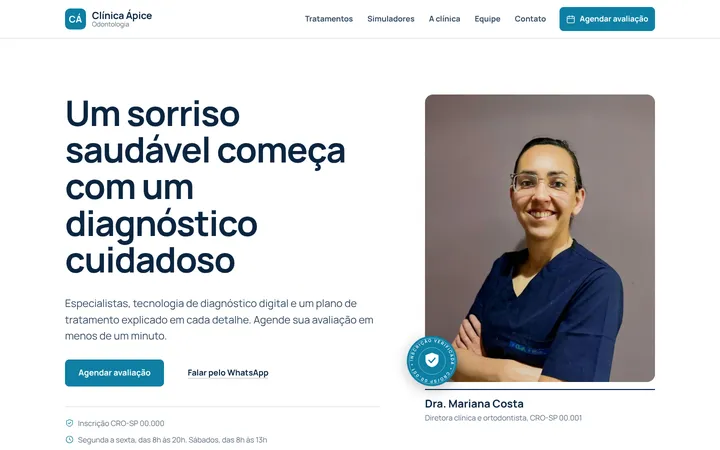 CÁ
Clínica Ápice
Odontologia
Tratamentos Simuladores A clínica Equipe Contato Agendar avaliação
Um sorriso
saudável começa
com um
diagnóstico
cuidadoso
Especialistas, tecnologia de diagnóstico digital e um plano de
tratamento explicado em cada detalhe. Agende sua avaliação em
menos de um minuto.
Agendar avaliação Falar pelo WhatsApp
Inscrição CRO-SP 00.000
Segunda a sexta, das 8h às 20h. Sábados, das 8h às 13h
INSCRIÇÃO VERIFICADA
Dra. Mariana Costa
Diretora clínica e ortodontista, CRO-SP 00.001